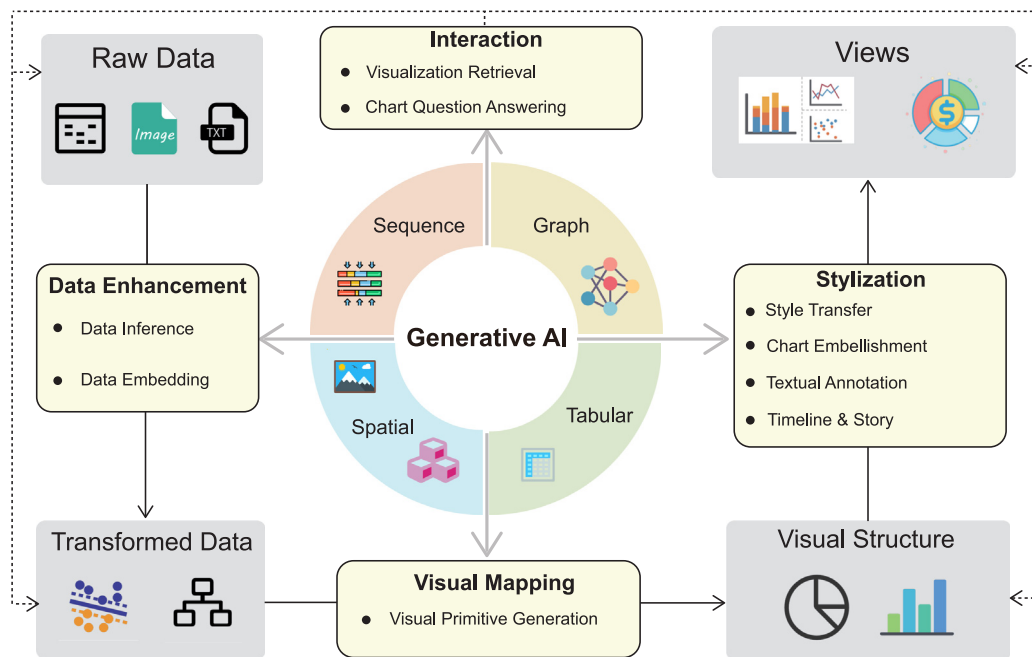 Raw Data
Image
TXT
Interaction
Visualization Retrieval
Chart Question Answering
Views
$
Sequence
Graph
Data Enhancement
Data Inference
Data Embedding
Generative AI
Stylization
Style Transfer
Chart Embellishment
Textual Annotation
Timeline & Story
Spatial
Tabular
Transformed Data
Visual Mapping
Visual Primitive Generation
Visual Structure